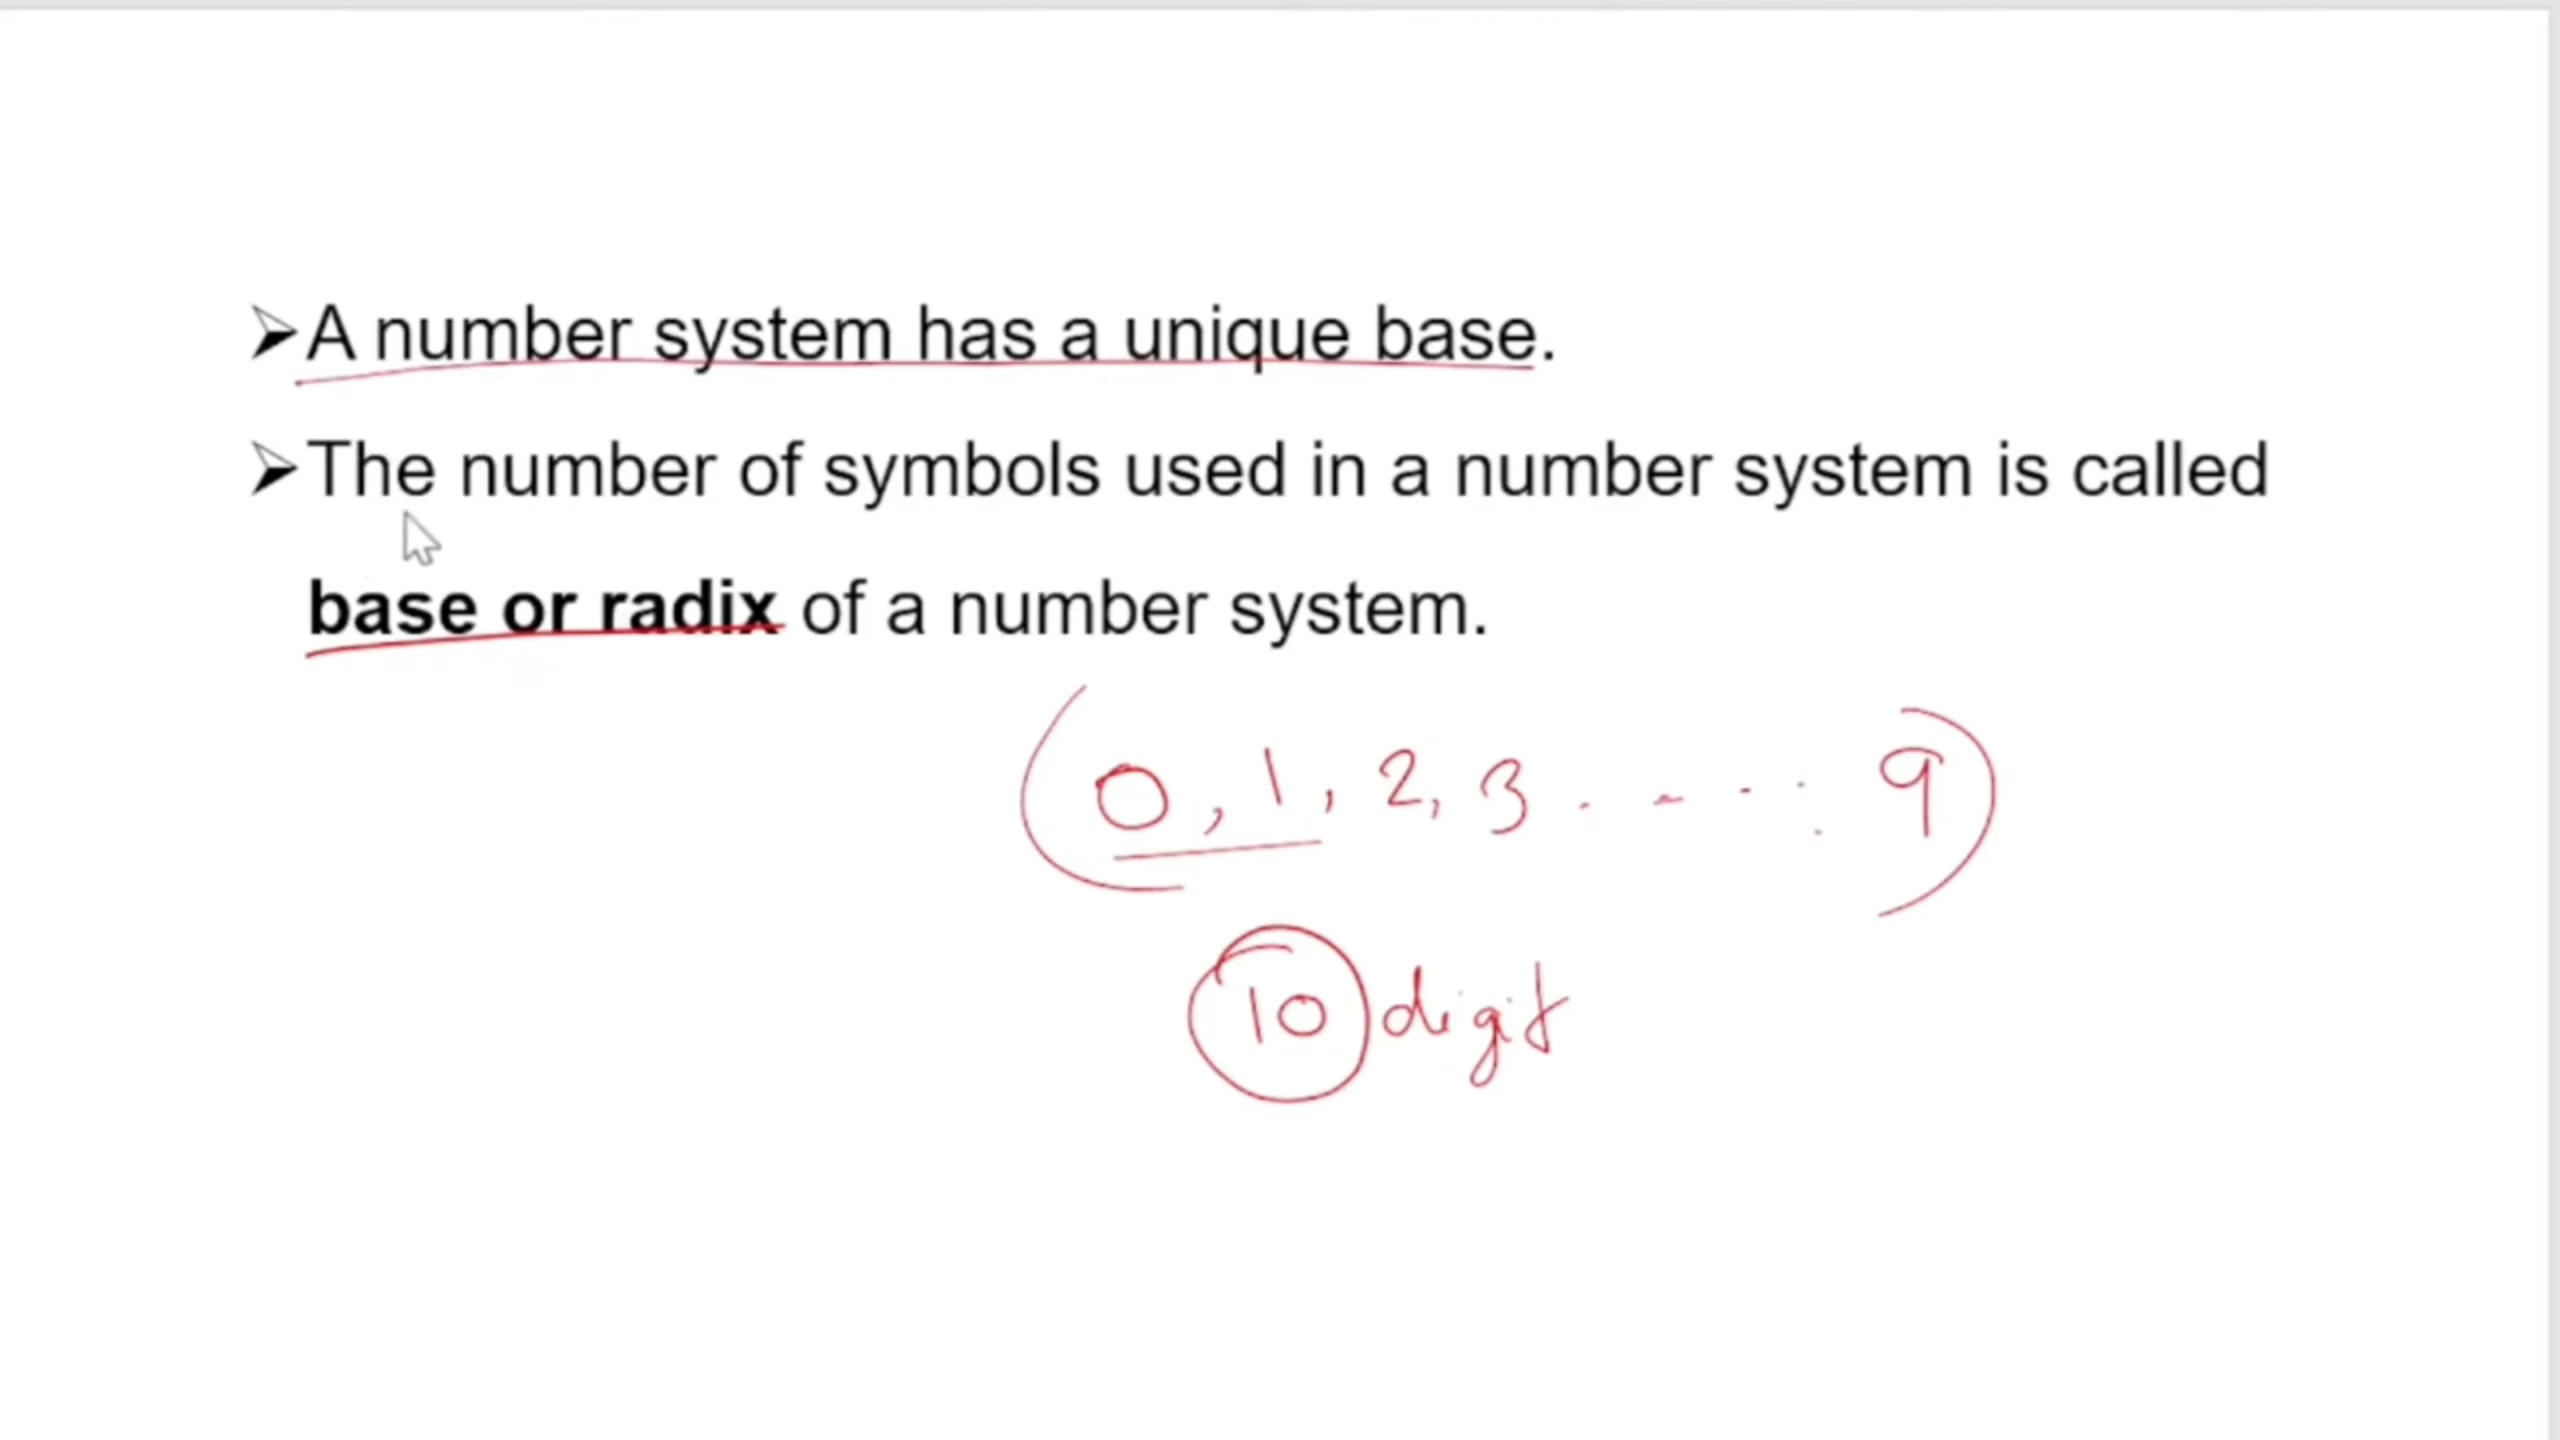 ➢A number system has a unique base.
➢The number of symbols used in a number system is called
base or radix of a number system.
(0, 1, 2, 3 . - . . : 9)
10 digit